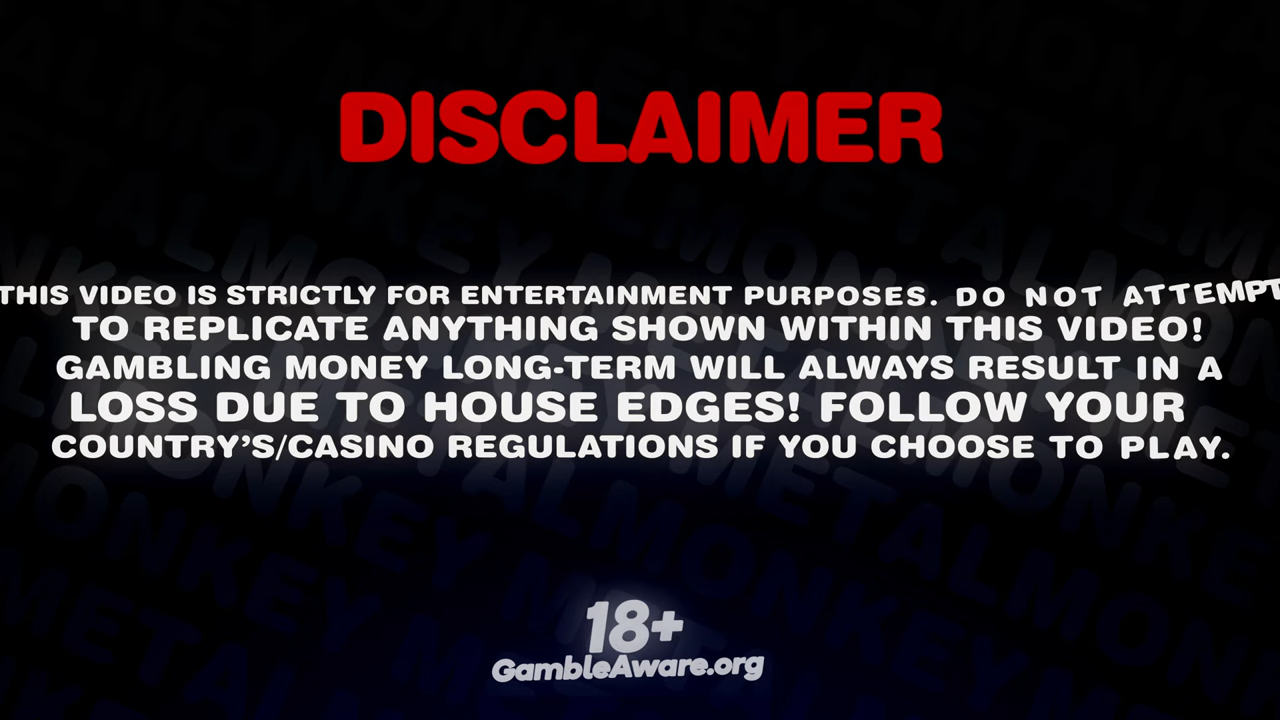 DISCLAIMER
THIS VIDEO IS STRICTLY FOR ENTERTAINMENT PURPOSES. DO NOT ATTEMPT
TO REPLICATE ANYTHING SHOWN WITHIN THIS VIDEO!
GAMBLING MONEY LONG-TERM WILL ALWAYS RESULT IN A
LOSS DUE TO HOUSE EDGES! FOLLOW YOUR
COUNTRY'S/CASINO REGULATIONS IF YOU CHOOSE TO PLAY.
18+
GambleAware.org